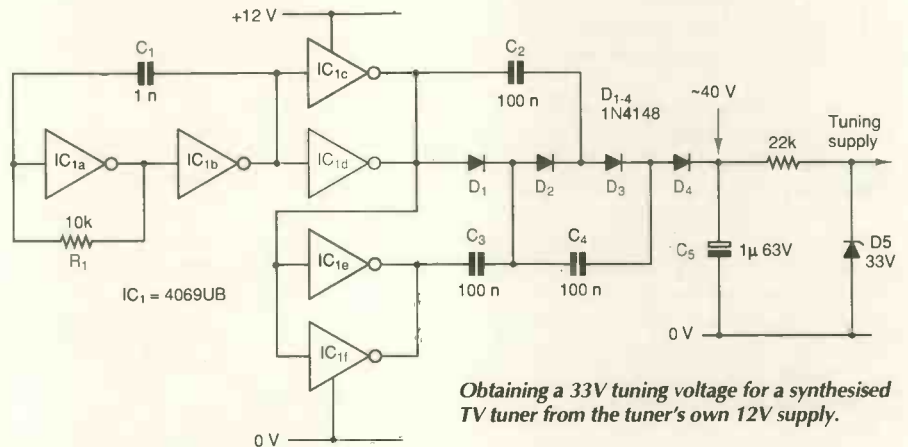 +12 V
C1
1 n
IC1c
C2
100 n
D1-4
1N4148
~40 V
Tuning
supply
IC1a
IC1b
IC1d
D1
D2
D3
D4
22k
10k
R1
C3
100 n
C4
100 n
C5
1μ 63V
D5
33V
IC1e
IC1 = 4069UB
IC1f
0 V
0 V
Obtaining a 33V tuning voltage for a synthesised
TV tuner from the tuner's own 12V supply.